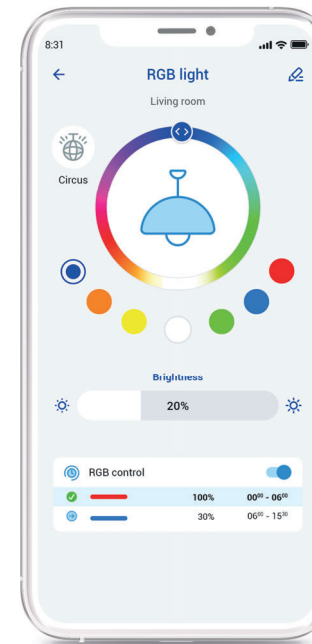 8:31
RGB light
Living room
Circus
Brightness
20%
RGB control
100% 00⁰⁰ - 06⁰⁰
30% 06⁰⁰ - 15³⁰